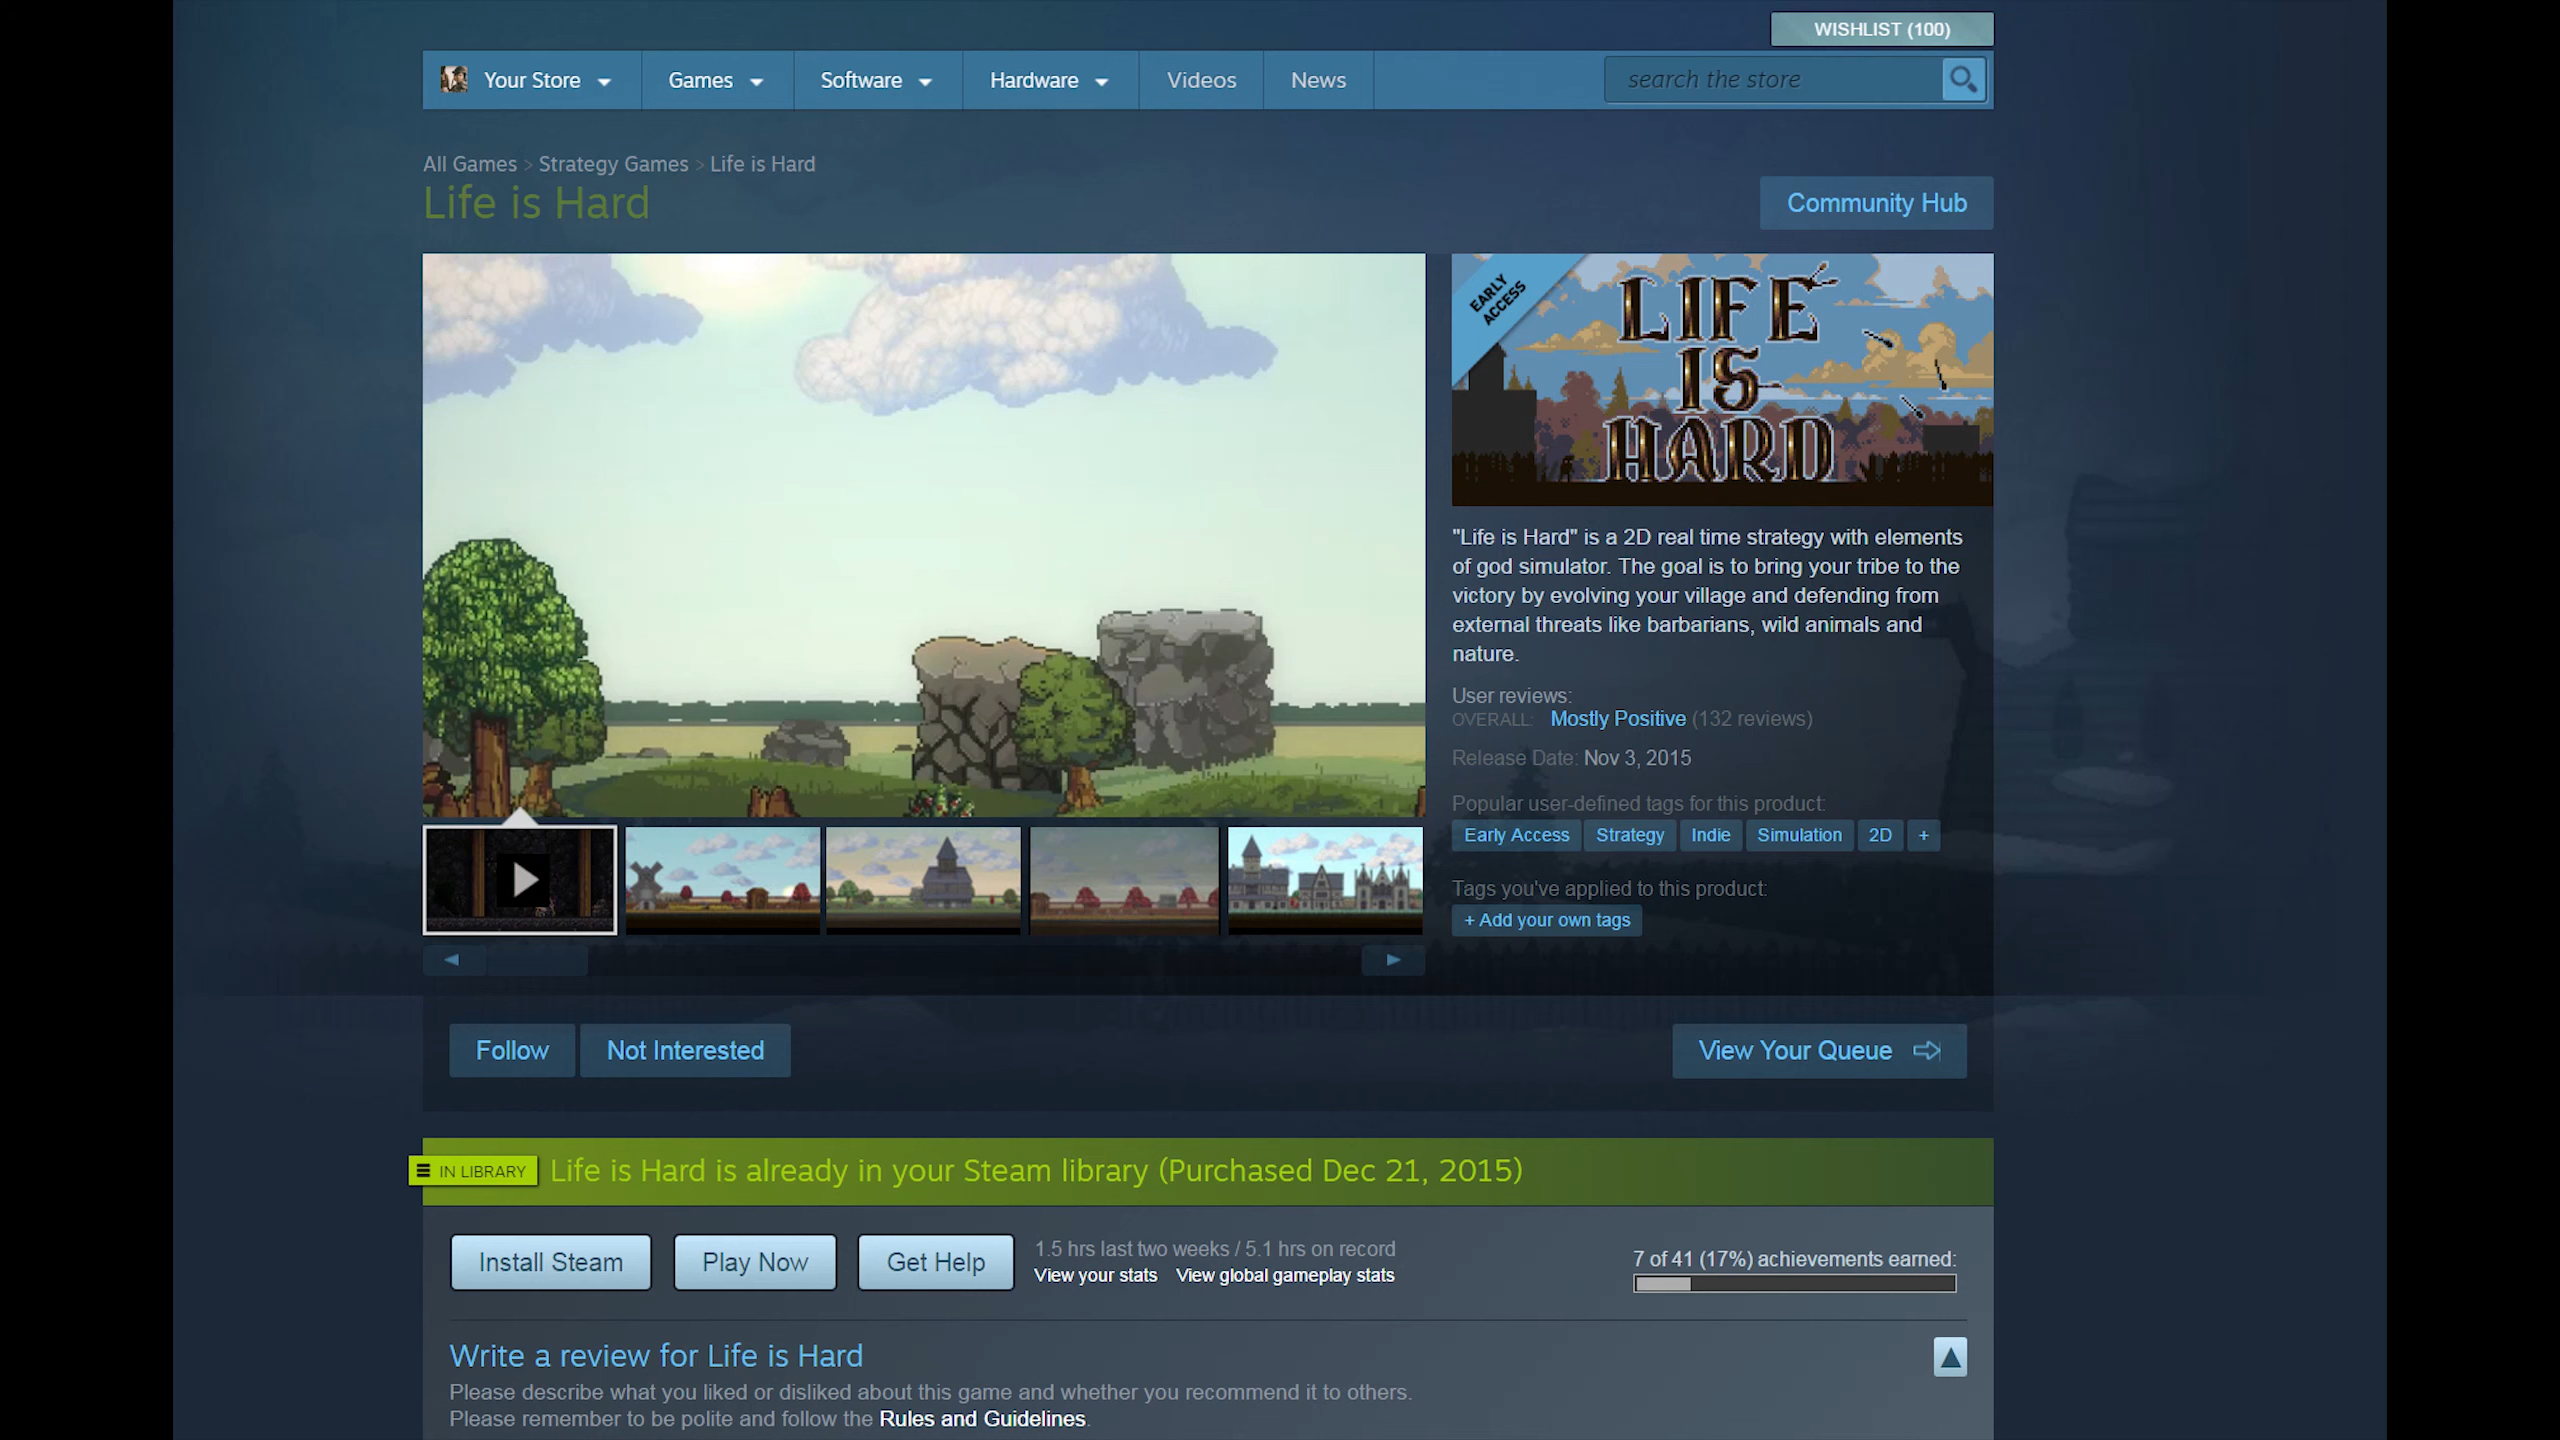 WISHLIST (100)
Your Store
Games
Software
Hardware
Videos
News
search the store
All Games > Strategy Games > Life is Hard
Life is Hard
Community Hub
EARLY
ACCESS
LIFE
IS
HARD
"Life is Hard" is a 2D real time strategy with elements
of god simulator. The goal is to bring your tribe to the
victory by evolving your village and defending from
external threats like barbarians, wild animals and
nature.
User reviews:
OVERALL: Mostly Positive (132 reviews)
Release Date: Nov 3, 2015
Popular user-defined tags for this product:
Early Access
Strategy
Indie
Simulation
2D
+
Tags you've applied to this product:
+ Add your own tags
Follow
Not Interested
View Your Queue
IN LIBRARY
Life is Hard is already in your Steam library (Purchased Dec 21, 2015)
Install Steam
Play Now
Get Help
1.5 hrs last two weeks / 5.1 hrs on record
View your stats View global gameplay stats
7 of 41 (17%) achievements earned:
Write a review for Life is Hard
Please describe what you liked or disliked about this game and whether you recommend it to others.
Please remember to be polite and follow the Rules and Guidelines.